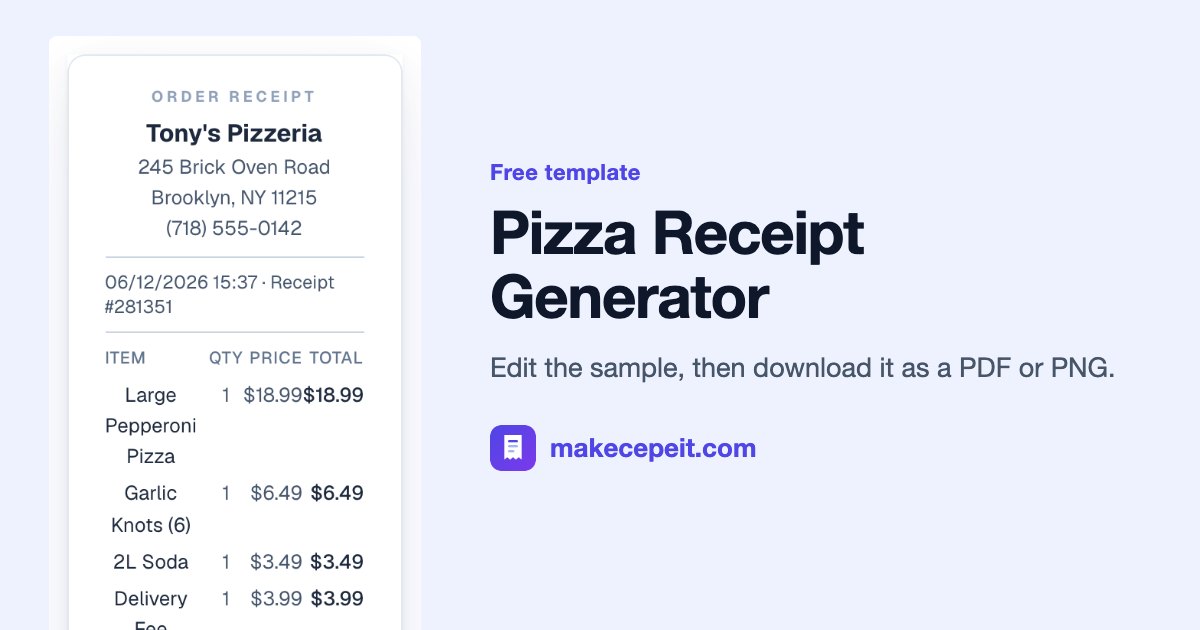 ORDER RECEIPT
Tony's Pizzeria
245 Brick Oven Road
Brooklyn, NY 11215
(718) 555-0142
06/12/2026 15:37 · Receipt
#281351
ITEM QTY PRICE TOTAL
Large 1 $18.99 $18.99
Pepperoni
Pizza
Garlic 1 $6.49 $6.49
Knots (6)
2L Soda 1 $3.49 $3.49
Delivery 1 $3.99 $3.99
Fee
Free template
Pizza Receipt
Generator
Edit the sample, then download it as a PDF or PNG.
makecepeit.com